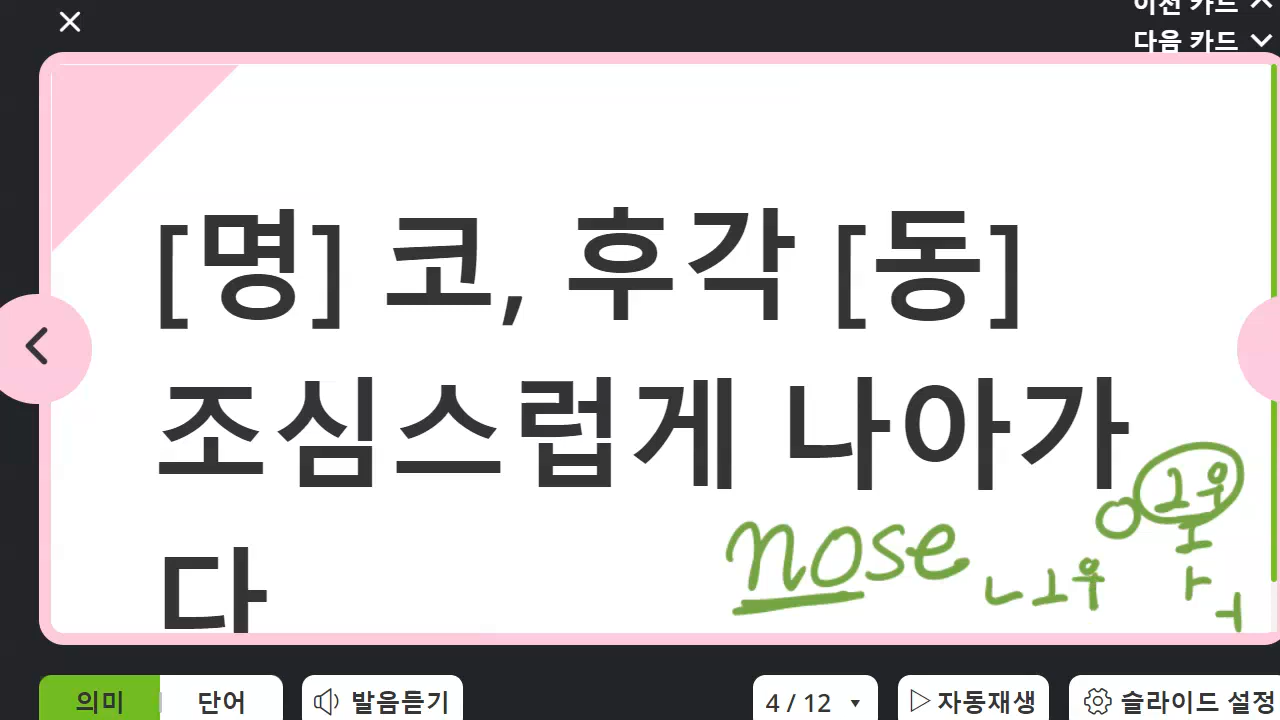 이전 카드
다음 카드
[명] 코, 후각 [동]
조심스럽게 나아가
다
nose
ㄴㅗ우
o ㅗ우
ㅗ
ㅏ
ㅓ
의미
단어
발음듣기
4 / 12
자동재생
슬라이드 설정